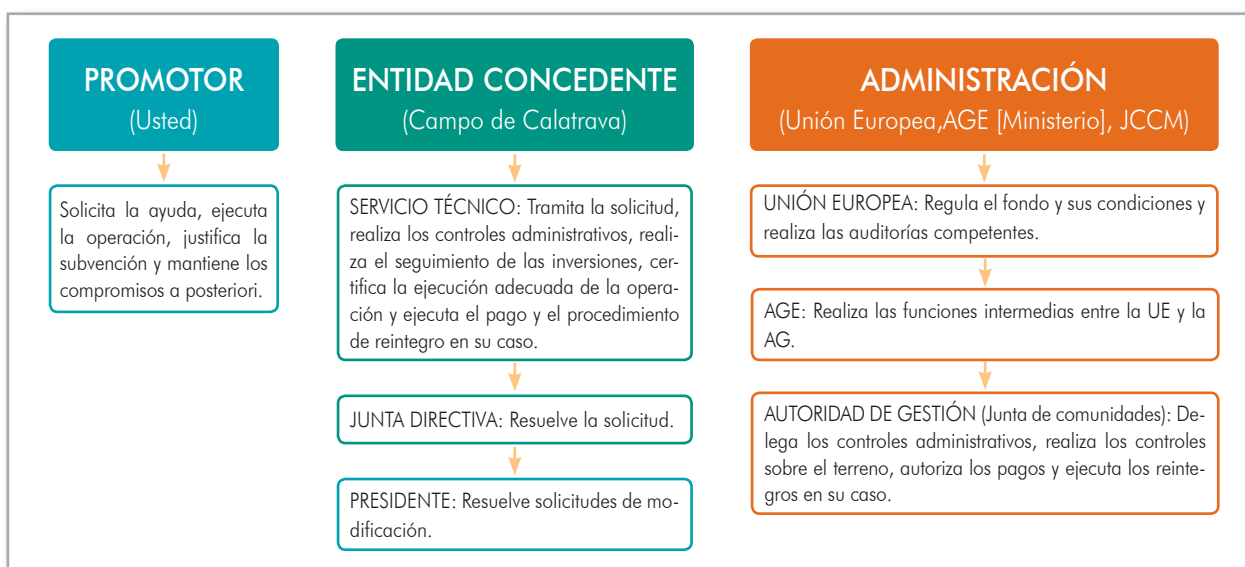 PROMOTOR
(Usted)
Solicita la ayuda, ejecuta
la operación, justifica la
subvención y mantiene los
compromisos a posteriori.
ENTIDAD CONCEDENTE
(Campo de Calatrava)
SERVICIO TÉCNICO: Tramita la solicitud,
realiza los controles administrativos, reali-
za el seguimiento de las inversiones, cer-
tifica la ejecución adecuada de la opera-
ción y ejecuta el pago y el procedimiento
de reintegro en su caso.
JUNTA DIRECTIVA: Resuelve la solicitud.
PRESIDENTE: Resuelve solicitudes de mo-
dificación.
ADMINISTRACIÓN
(Unión Europea,AGE [Ministerio], JCCM)
UNIÓN EUROPEA: Regula el fondo y sus condiciones y
realiza las auditorías competentes.
AGE: Realiza las funciones intermedias entre la UE y la
AG.
AUTORIDAD DE GESTIÓN (Junta de comunidades): De-
lega los controles administrativos, realiza los controles
sobre el terreno, autoriza los pagos y ejecuta los reinte-
gros en su caso.